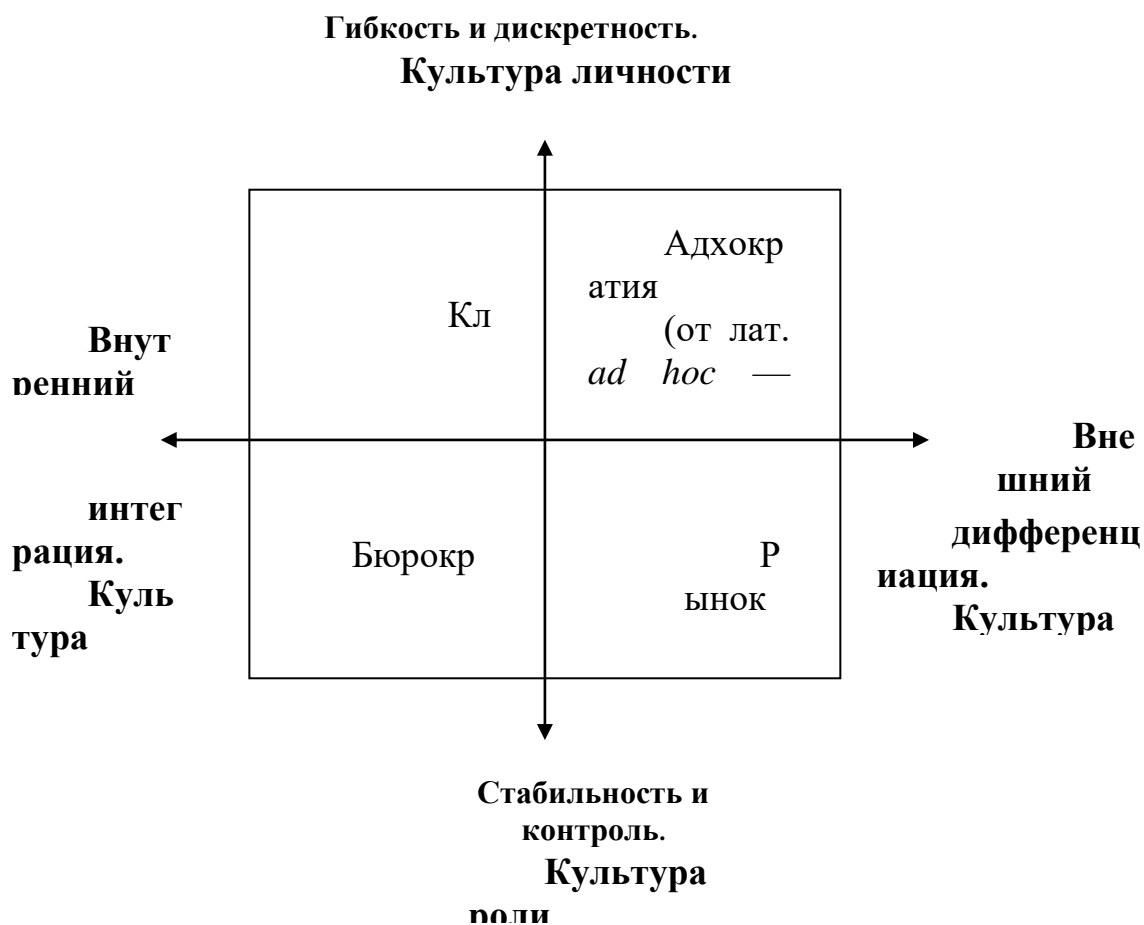 Гибкость и дискретность.
Культура личности
Адхокр
атия
(от лат.
ad hoc —
Кл
Внут
ренний
Вне
шний
интег
рация.
Куль
тура
Бюрокр
Р
ынок
дифференц
иация.
Культура
Стабильность и
контроль.
Культура
роли